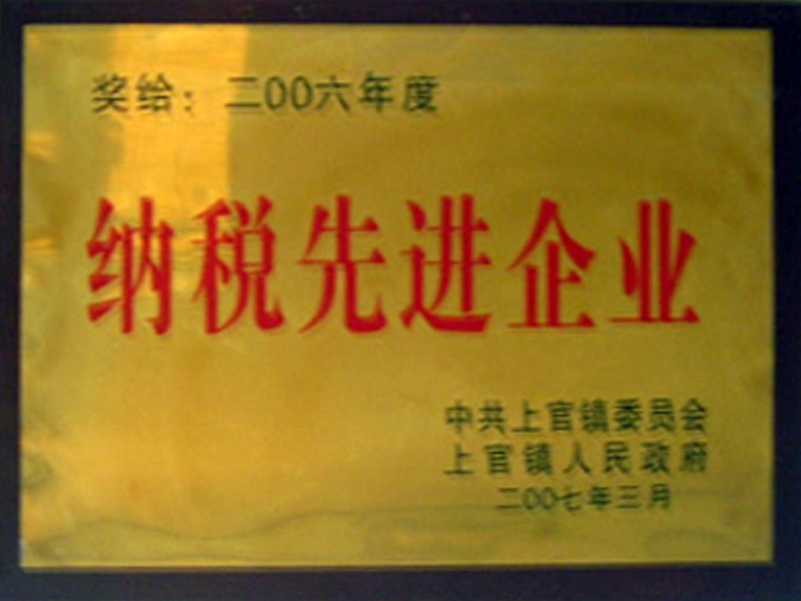 奖给：二00六年度
纳税先进企业
中共上官镇委员会
上官镇人民政府
二00七年三月